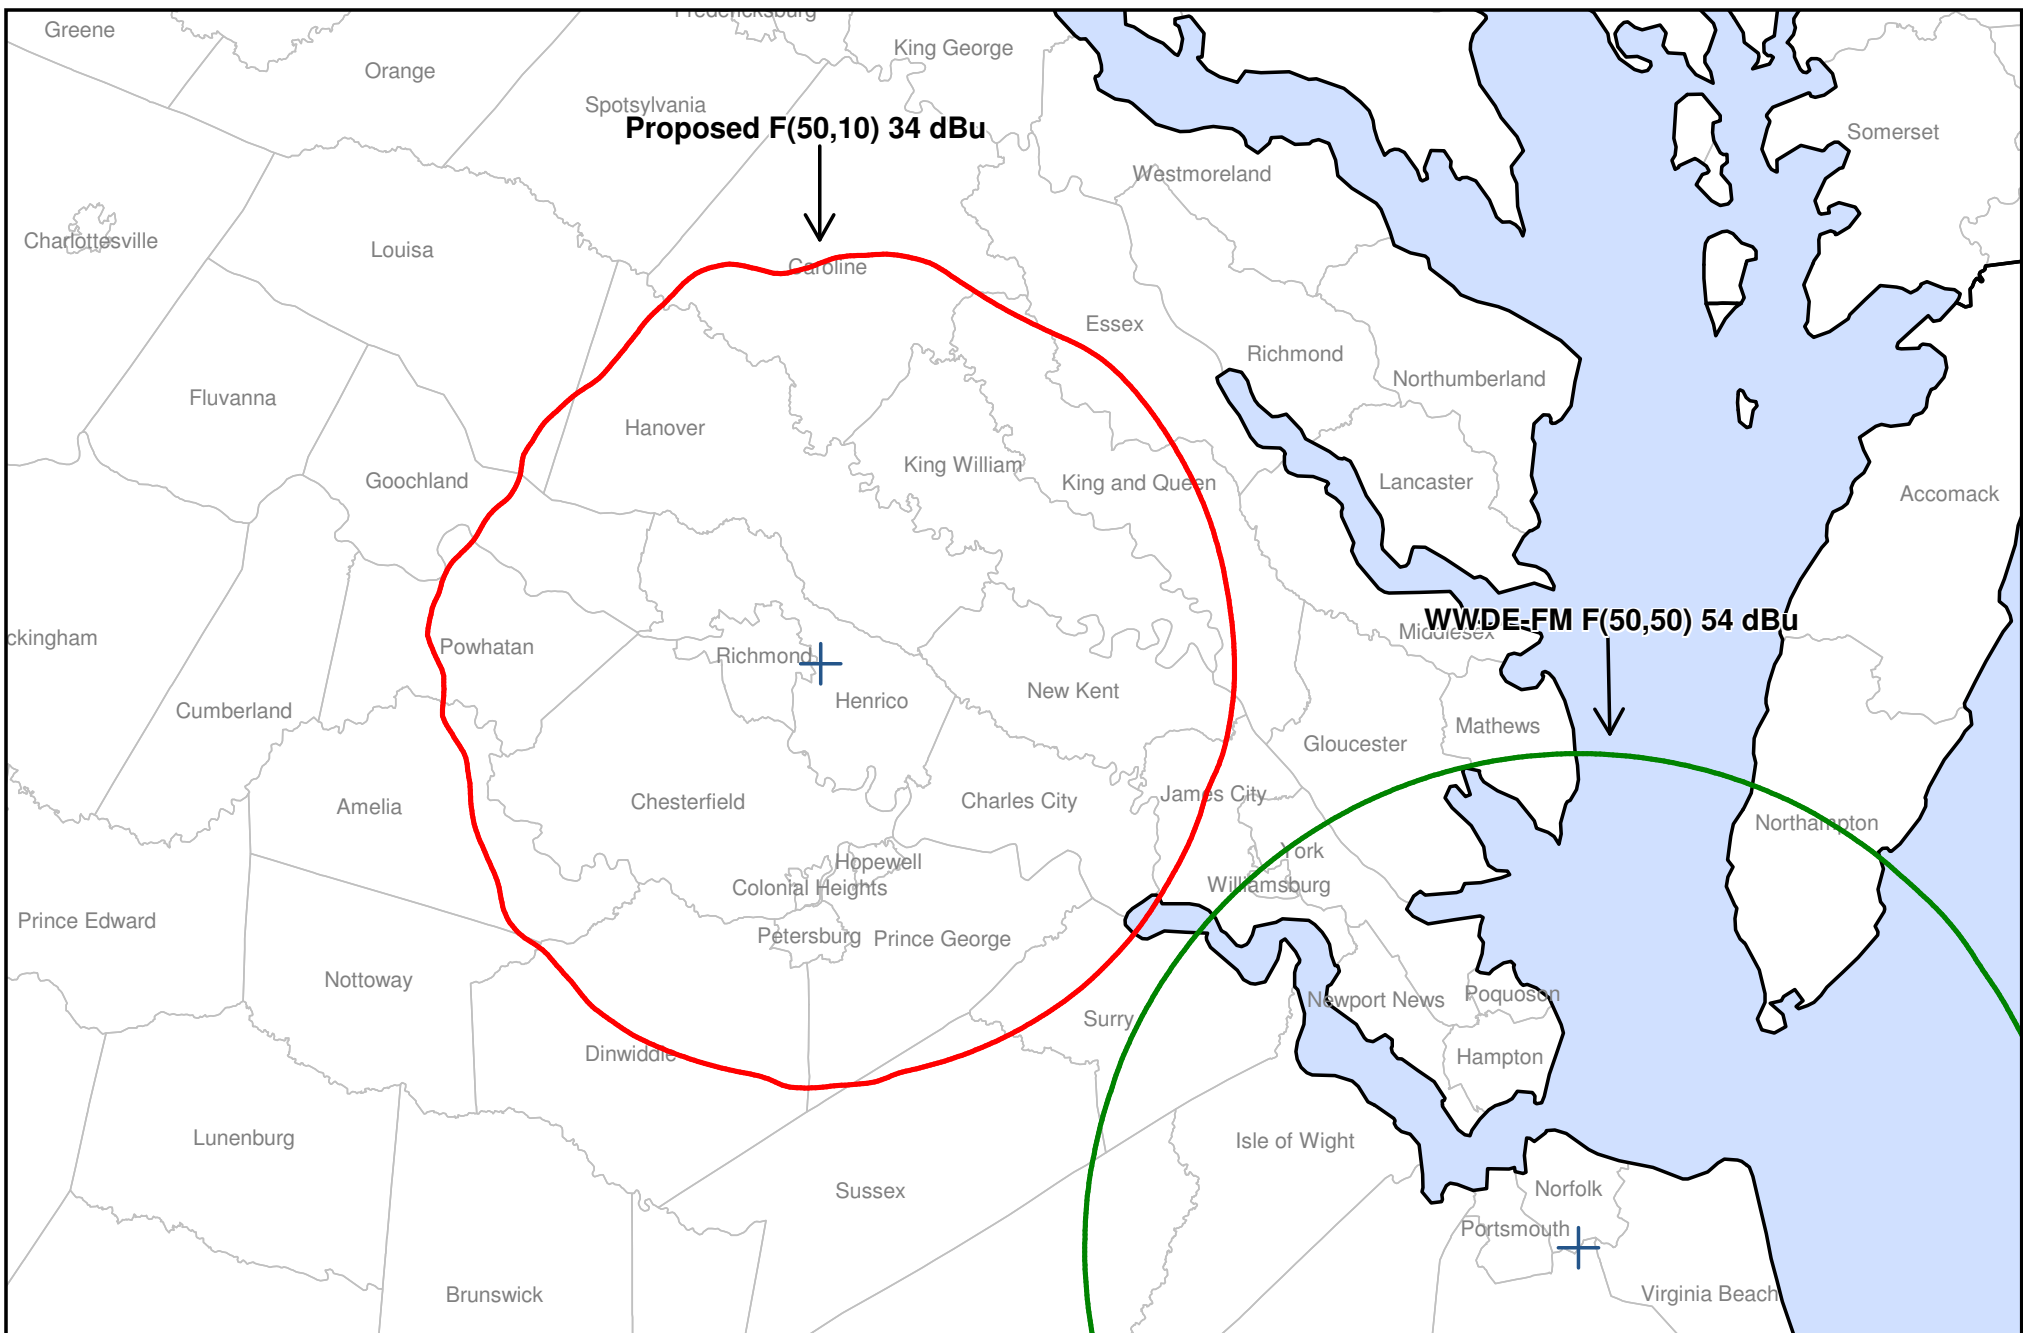 Fredericksburg
Greene
King George
Orange
Spotsylvania
Proposed F(50,10) 34 dBu
Somerset
Westmoreland
Charlottesville
Louisa
Caroline
Essex
Richmond
Northumberland
Fluvanna
Hanover
King William
Goochland
King and Queen
Lancaster
Accomack
WWDE-FM F(50,50) 54 dBu
Middlesex
ckingham
Powhatan
Richmond
New Kent
Henrico
Cumberland
Mathews
Gloucester
James City
Chesterfield
Charles City
Amelia
Northampton
York
Hopewell
Williamsburg
Colonial Heights
Prince Edward
Petersburg
Prince George
Nottoway
Poquoson
Newport News
Surry
Dinwiddie
Hampton
Lunenburg
Isle of Wight
Sussex
Norfolk
Portsmouth
Brunswick
Virginia Beach